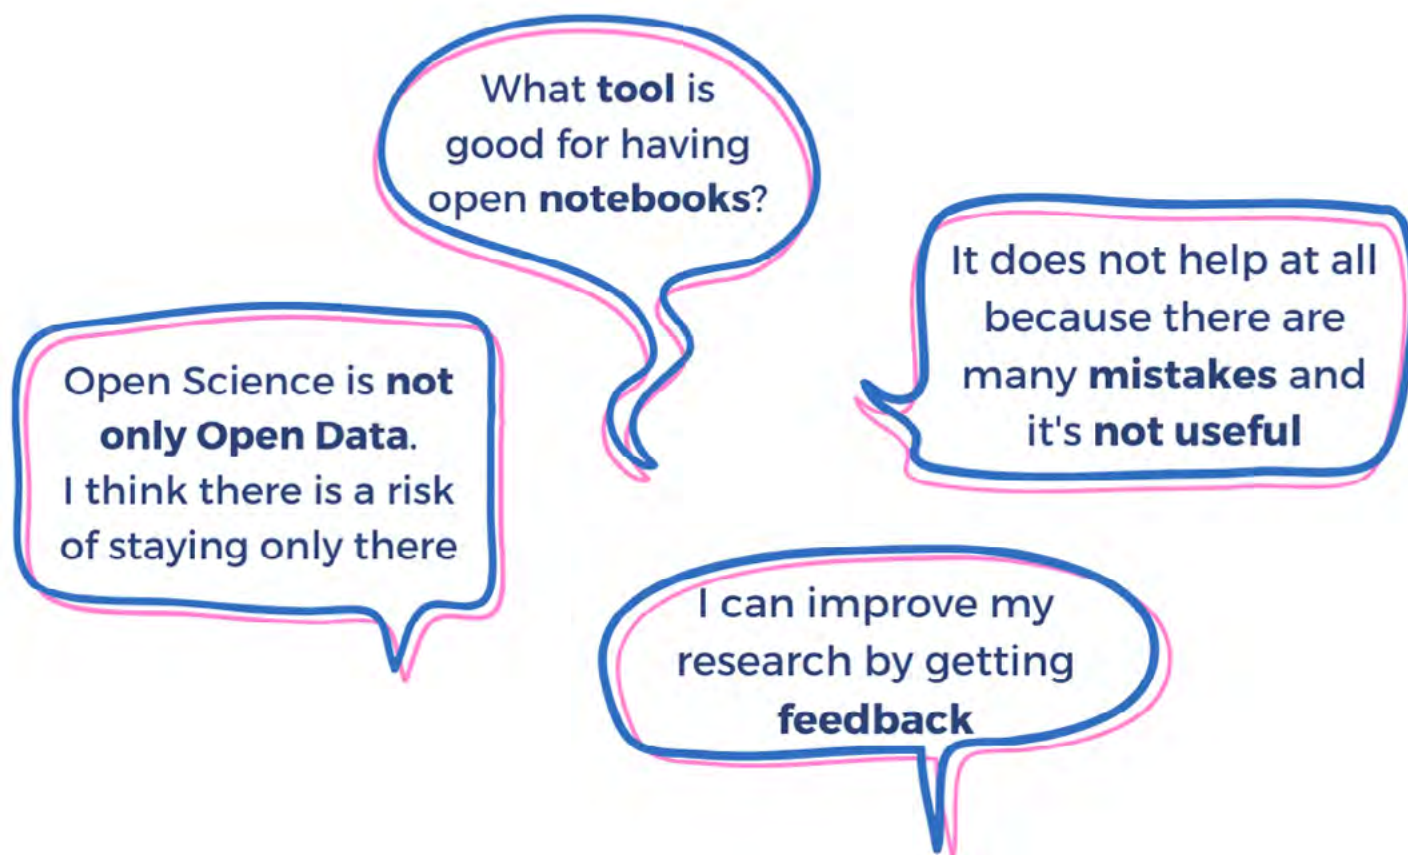 What tool is
good for having
open notebooks?
It does not help at all
because there are
many mistakes and
it's not useful
Open Science is not
only Open Data.
I think there is a risk
of staying only there
I can improve my
research by getting
feedback